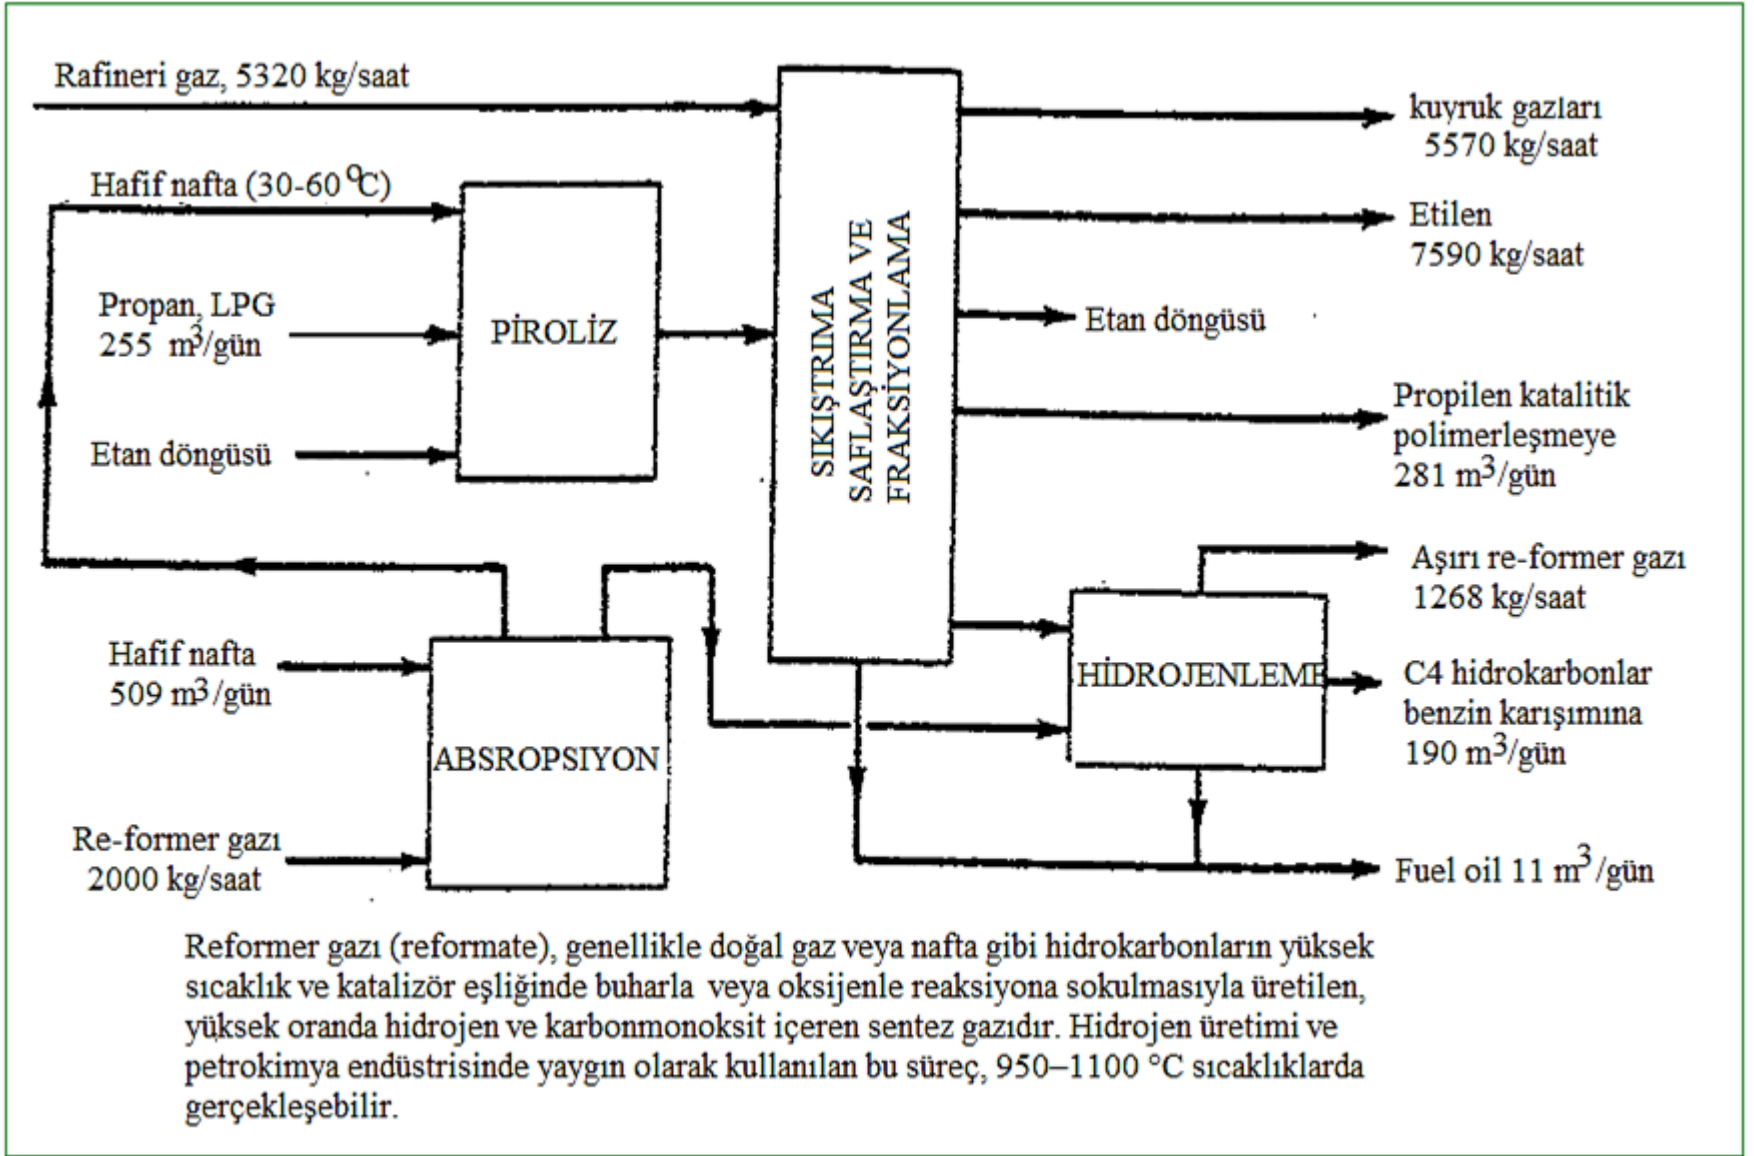 Rafineri gaz, 5320 kg/saat
Hafif nafta (30-60 ºC)
Propan, LPG
255 m³/gün
Etan döngüsü
PİROLİZ
Hafif nafta
509 m³/gün
Re-former gazı
2000 kg/saat
ABSROPSIYON
SIKIŞTRIMA
SAFLAŞTIRMA VE
FRAKSİYONLAMA
kuyruk gazları
5570 kg/saat
Etilen
7590 kg/saat
Etan döngüsü
Propilen katalitik
polimerleşmeye
281 m³/gün
HİDROJENLEME
Aşırı re-former gazı
1268 kg/saat
C4 hidrokarbonlar
benzin karışımına
190 m³/gün
Fuel oil 11 m³/gün
Reformer gazı (reformate), genellikle doğal gaz veya nafta gibi hidrokarbonların yüksek
sıcaklık ve katalizör eşliğinde buharla veya oksijenle reaksiyona sokulmasıyla üretilen,
yüksek oranda hidrojen ve karbonmonoksit içeren sentez gazıdır. Hidrojen üretimi ve
petrokimya endüstrisinde yaygın olarak kullanılan bu süreç, 950–1100 °C sıcaklıklarda
gerçekleşebilir.